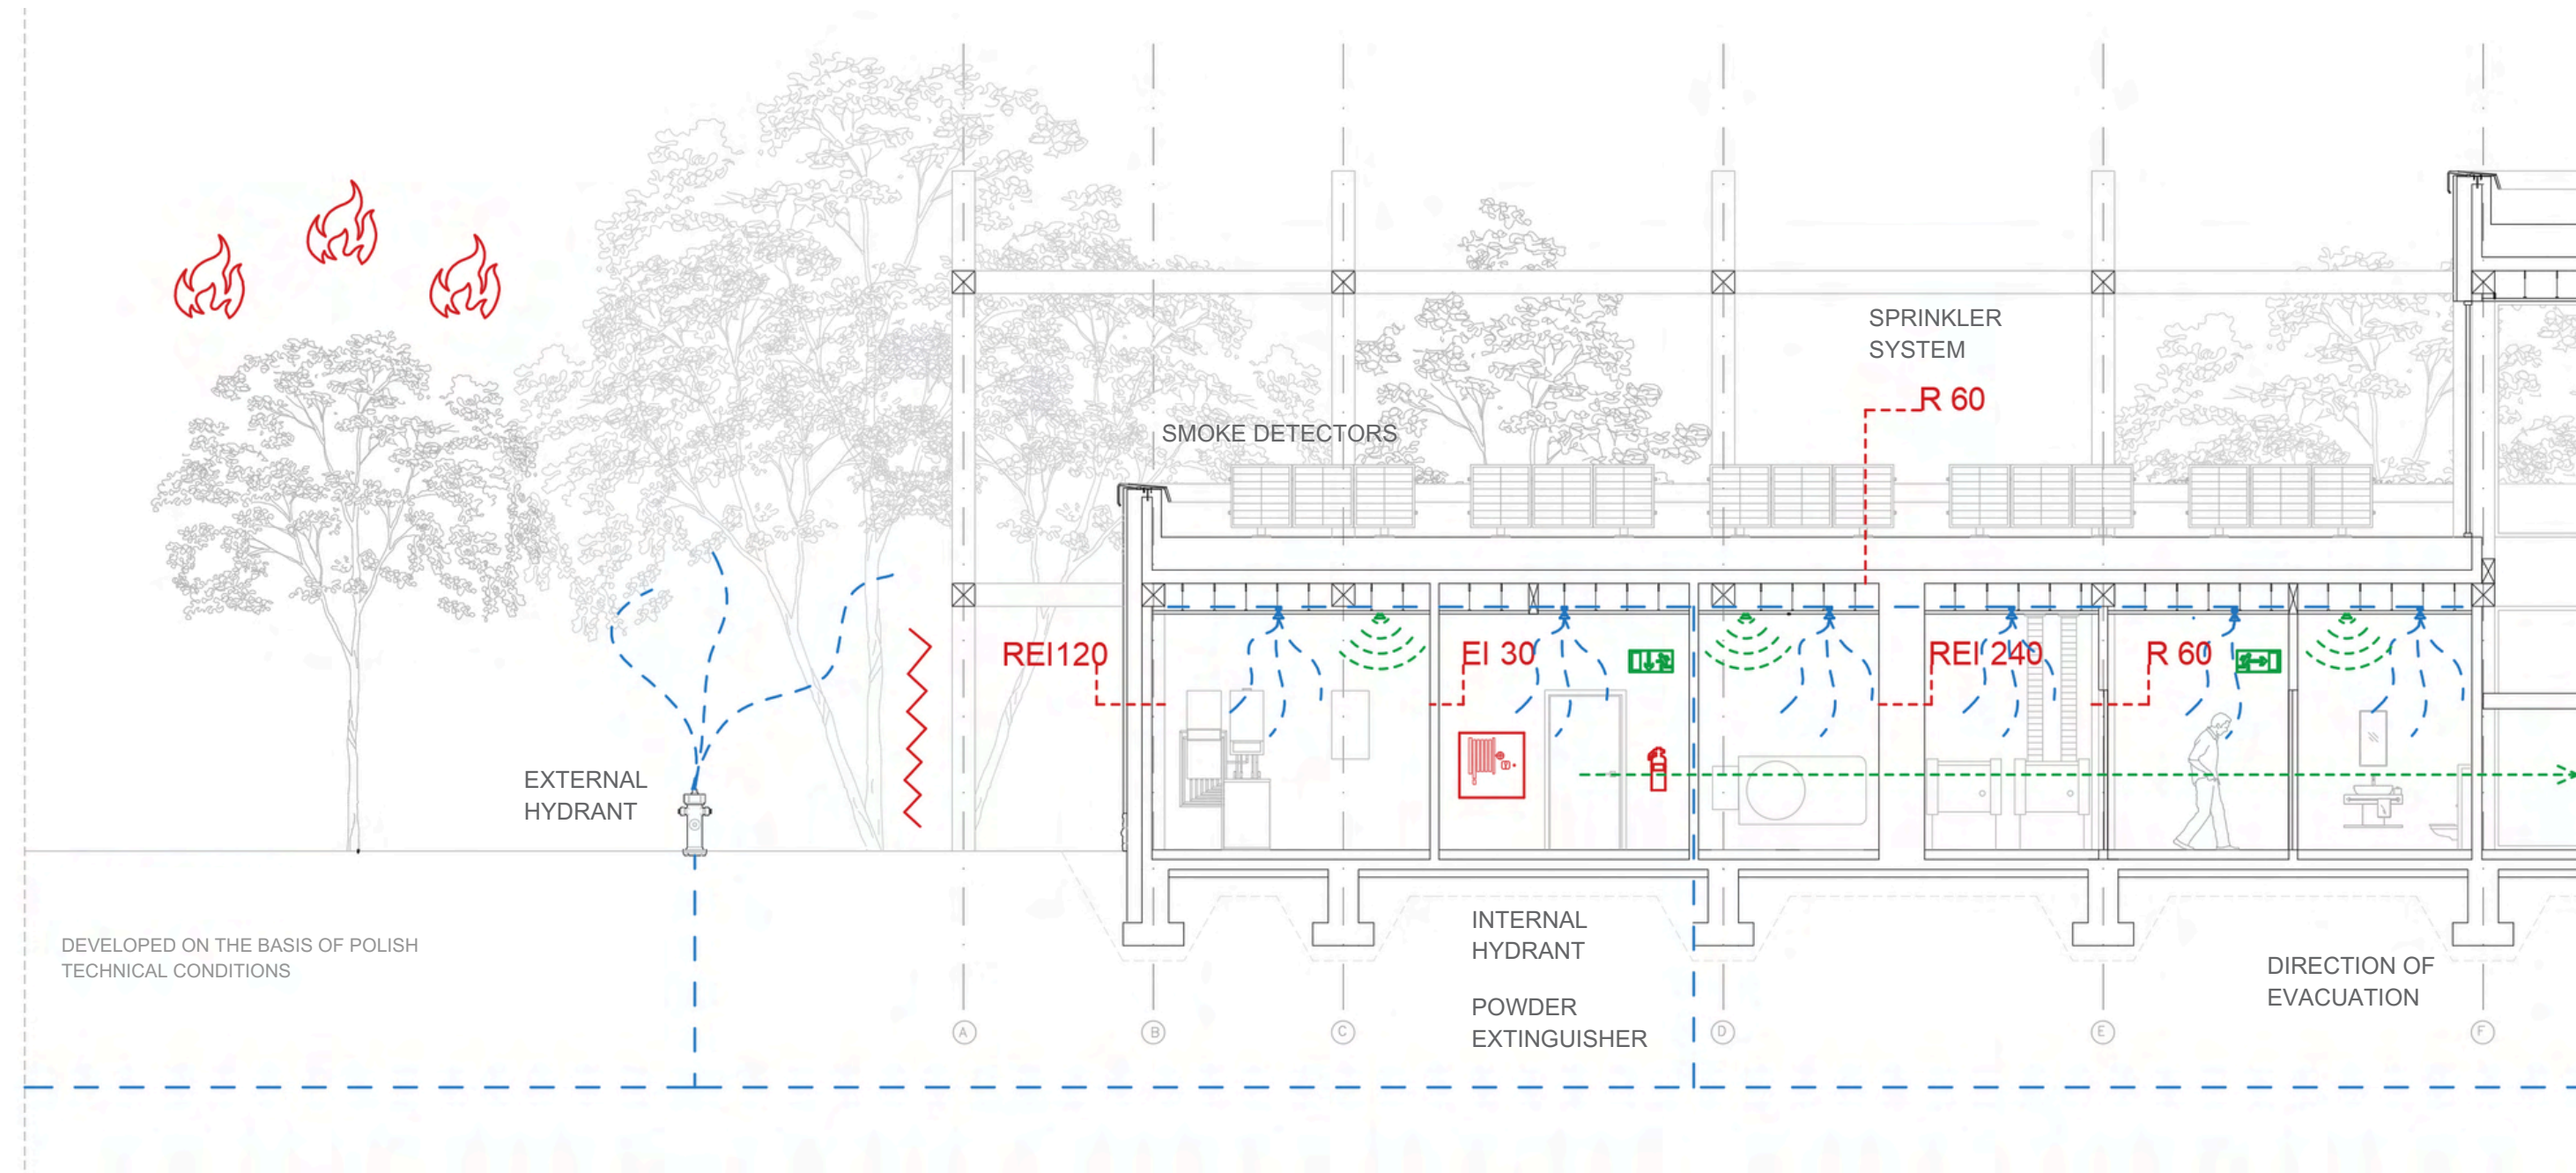 SPRINKLER
SYSTEM
R 60
SMOKE DETECTORS
REI120
EI 30
REI 240
R 60
EXTERNAL
HYDRANT
INTERNAL
HYDRANT
POWDER
EXTINGUISHER
DIRECTION OF
EVACUATION
DEVELOPED ON THE BASIS OF POLISH
TECHNICAL CONDITIONS
A
B
C
D
E
F